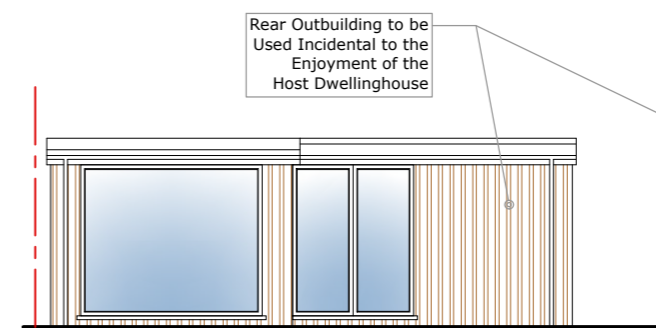 Rear Outbuilding to be
Used Incidental to the
Enjoyment of the
Host Dwellinghouse